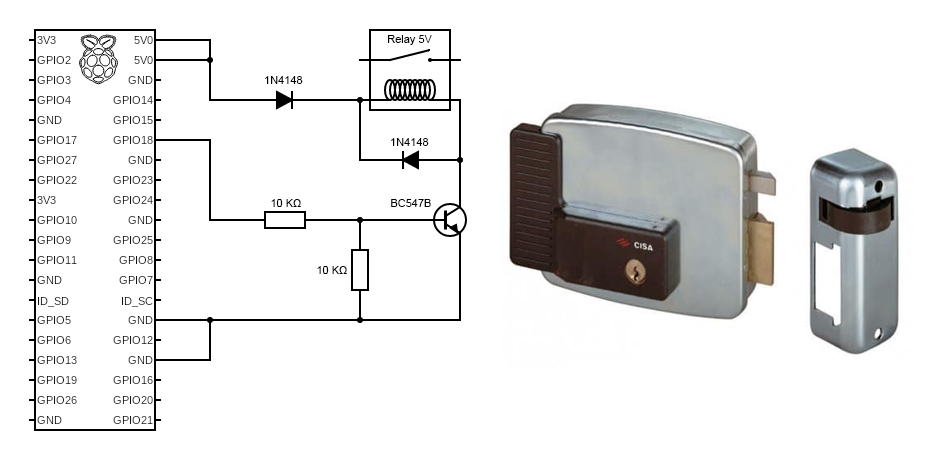 3V3 5V0
GPIO2 5V0
GPIO3 GND
GPIO4 GPIO14
GND GPIO15
GPIO17 GPIO18
GPIO27 GND
GPIO22 GPIO23
3V3 GPIO24
GPIO10 GND
GPIO9 GPIO25
GPIO11 GPIO8
GND GPIO7
ID_SD ID_SC
GPIO5 GND
GPIO6 GPIO12
GPIO13 GND
GPIO19 GPIO16
GPIO26 GPIO20
GND GPIO21
Relay 5V
1N4148
1N4148
10 KΩ
BC547B
10 KΩ
CISA